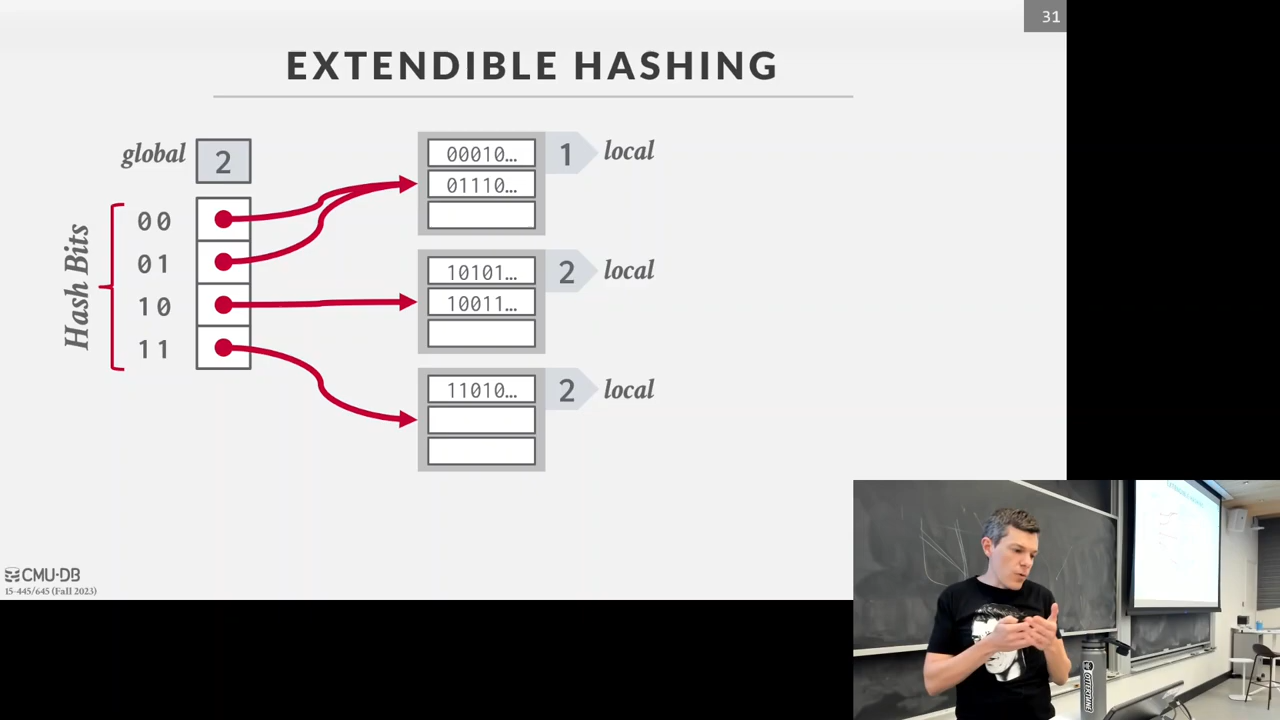 31
EXTENDIBLE HASHING
global 2
Hash Bits
00
01
10
11
00010...
01110...
1 local
10101...
10011...
2 local
11010...
2 local
CMU·DB
15-445/645 (Fall 2023)
OTTERTUNE